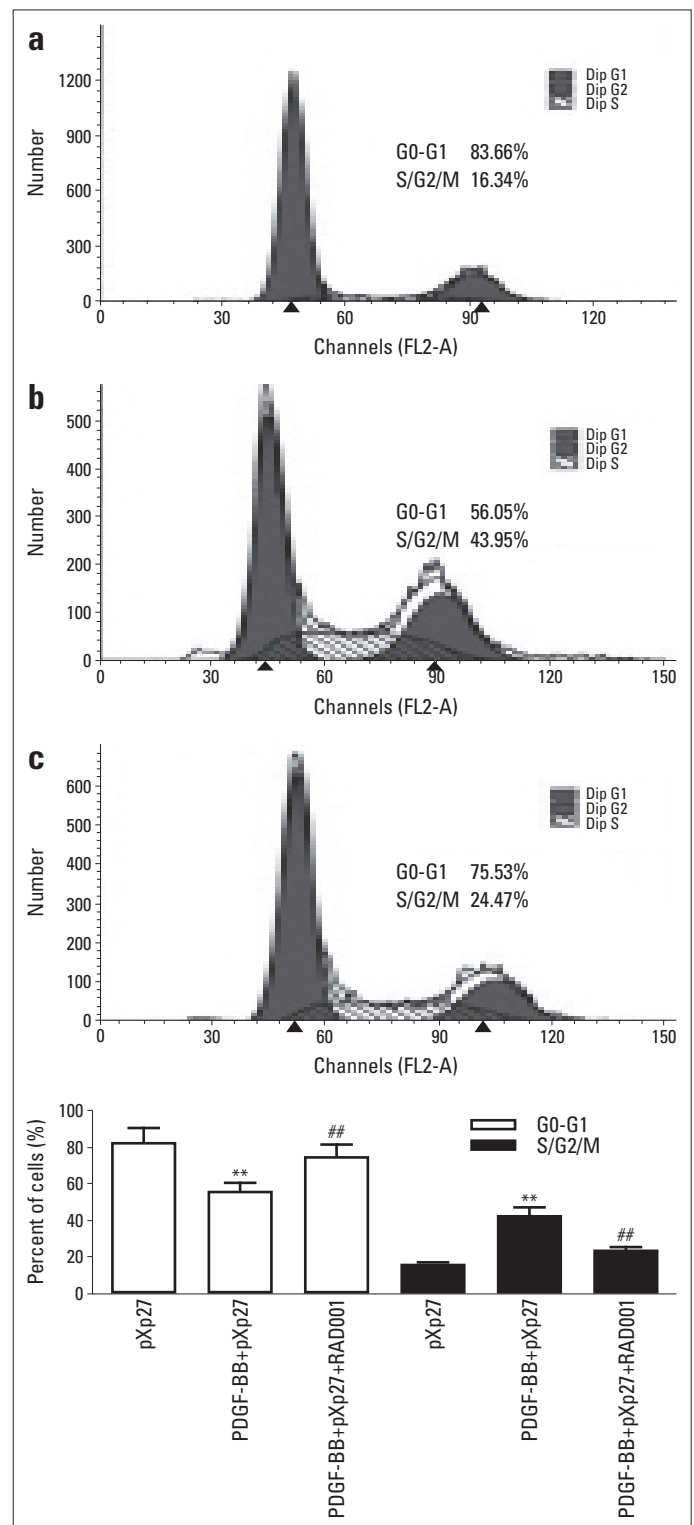 a
1200
900
600
300
0
Number
Dip G1
Dip G2
Dip S
G0-G1 83.66%
S/G2/M 16.34%
0 30 60 90 120
Channels (FL2-A)
b
500
400
300
200
100
0
Number
Dip G1
Dip G2
Dip S
G0-G1 56.05%
S/G2/M 43.95%
0 30 60 90 120 150
Channels (FL2-A)
c
600
500
400
300
200
100
0
Number
Dip G1
Dip G2
Dip S
G0-G1 75.53%
S/G2/M 24.47%
0 30 60 90 120 150
Channels (FL2-A)
100
80
60
40
20
0
Percent of cells (%)
G0-G1
S/G2/M
**
##
**
##
pXp27
PDGF-BB+pXp27
PDGF-BB+pXp27+RAD001
pXp27
PDGF-BB+pXp27
PDGF-BB+pXp27+RAD001